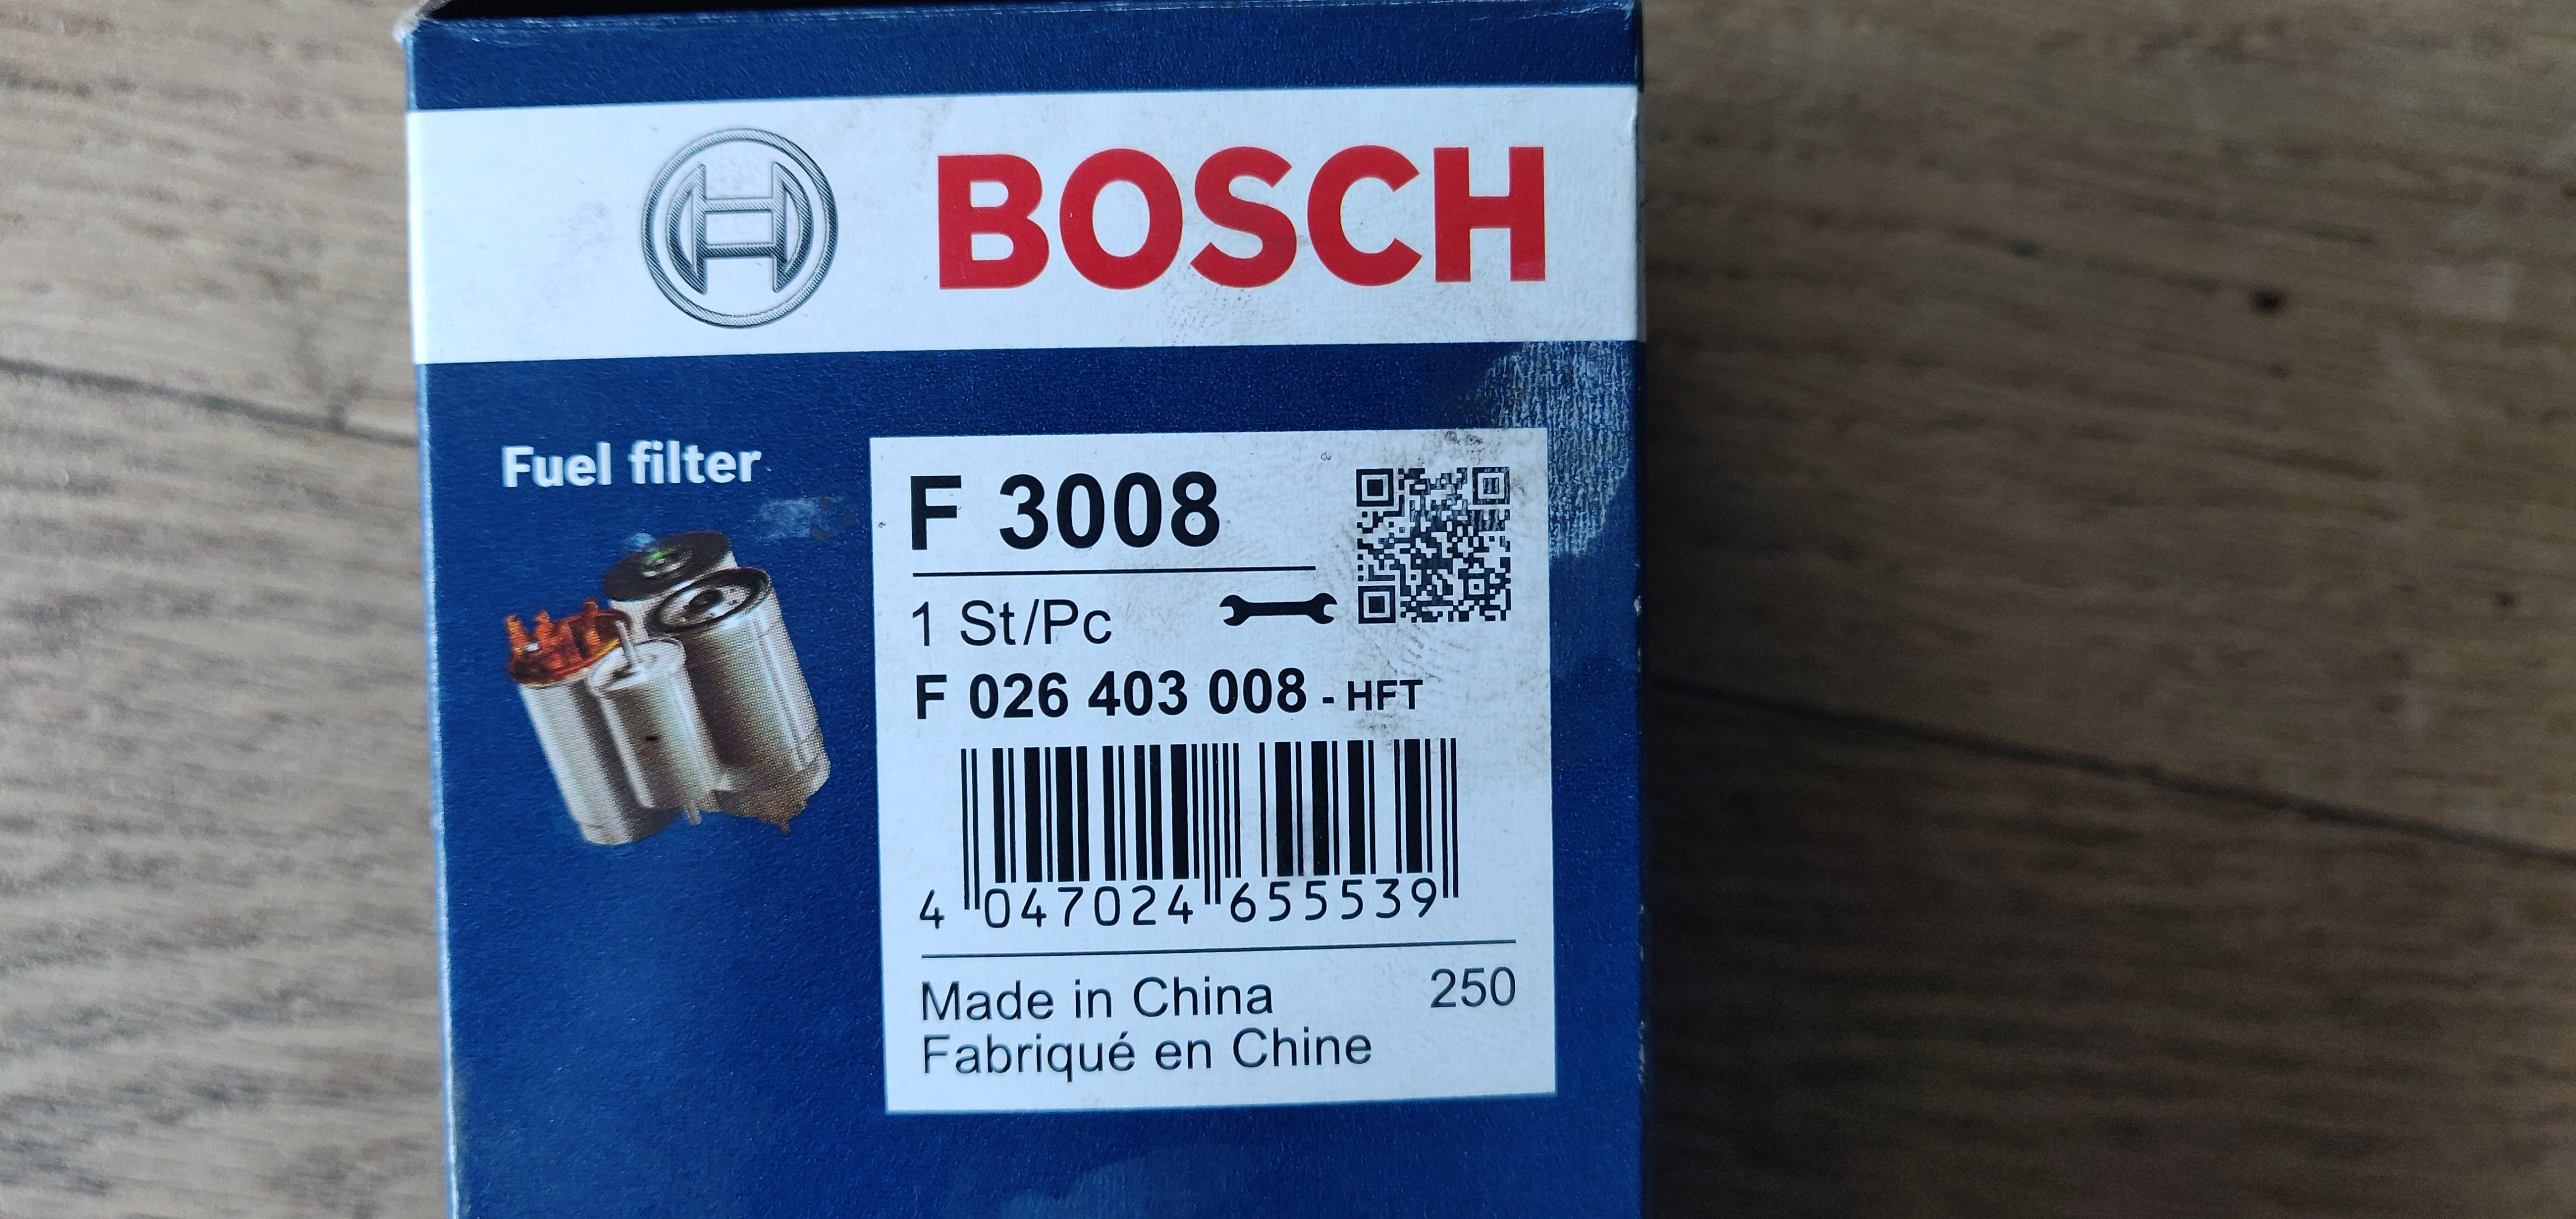 BOSCH
Fuel filter
F 3008
1 St/Pc
F 026 403 008 - HFT
4 047024 655539
Made in China 250
Fabriqué en Chine